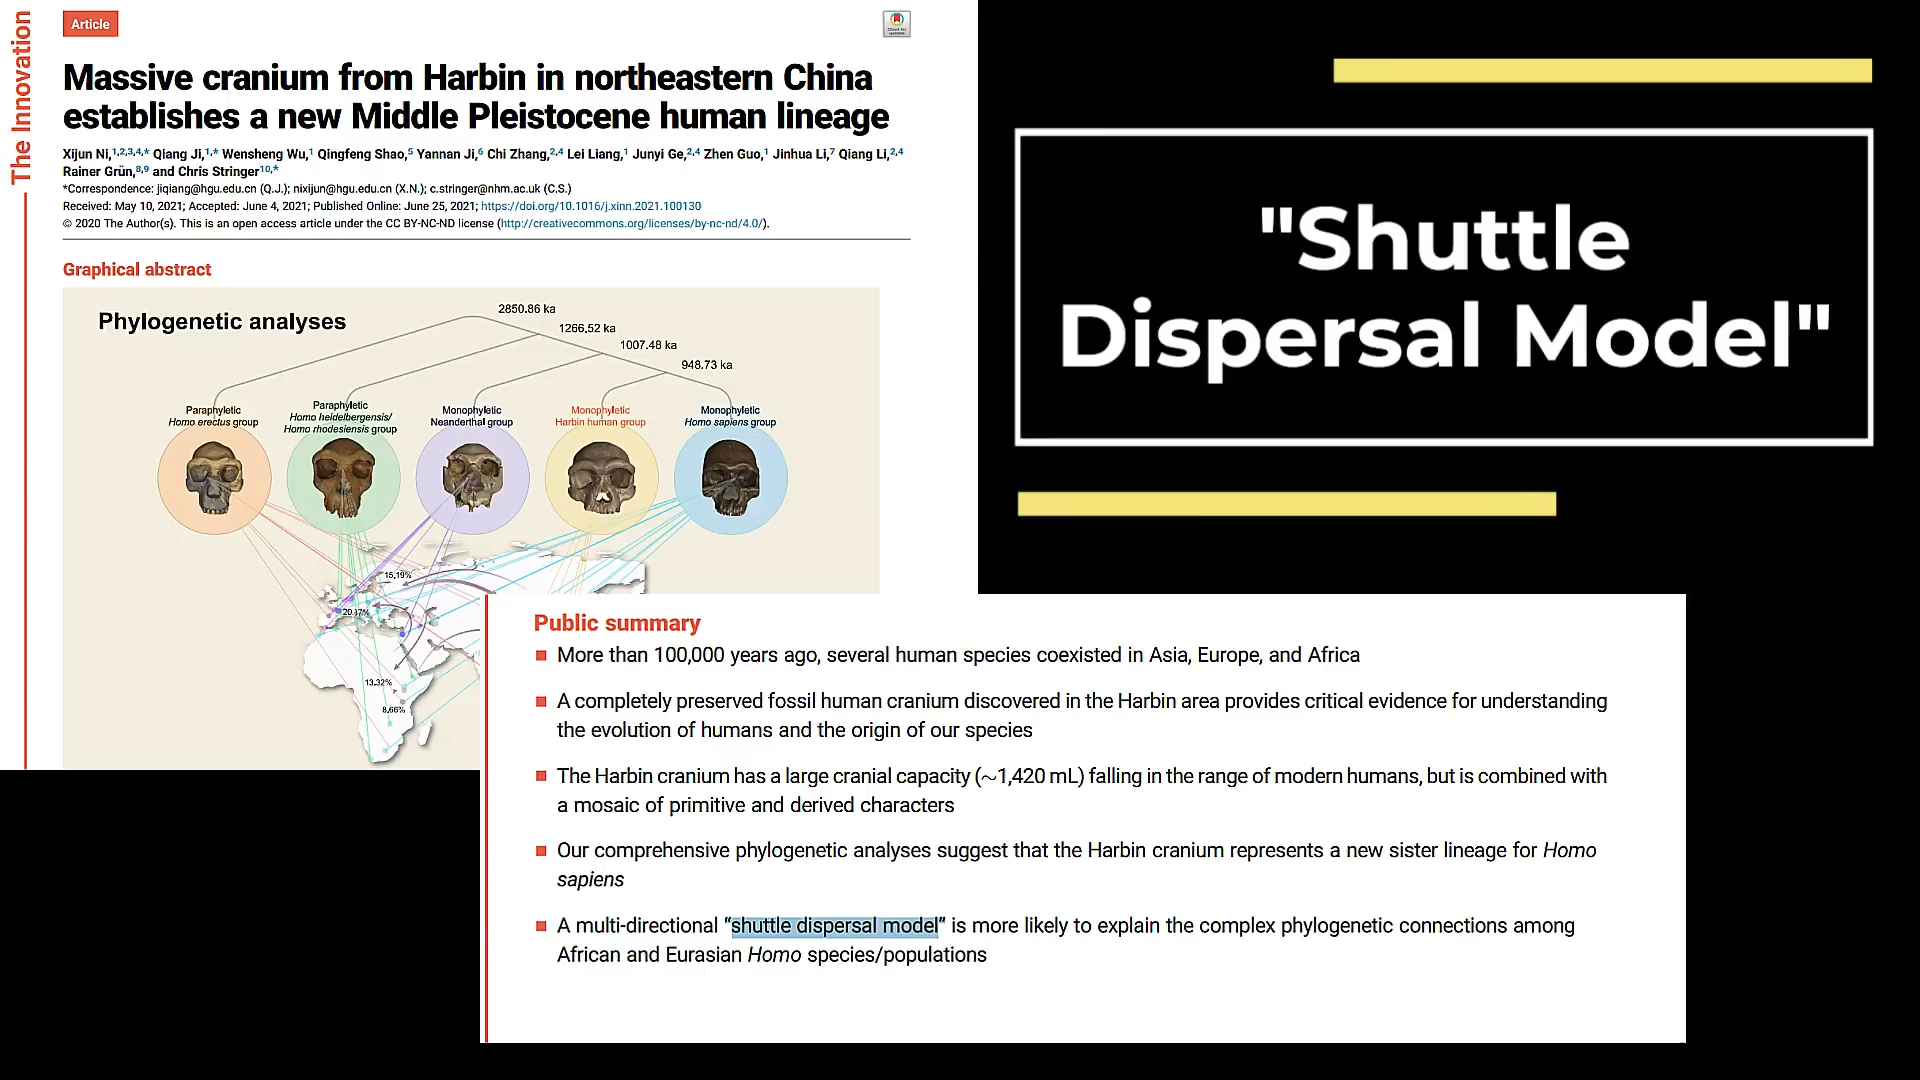 The Innovation
Article
Massive cranium from Harbin in northeastern China
establishes a new Middle Pleistocene human lineage
Xijun Ni,1,2,3,4,* Qiang Ji,1,* Wensheng Wu,1 Qingfeng Shao,5 Yannan Ji,6 Chi Zhang,2,4 Lei Liang,1 Junyi Ge,2,4 Zhen Guo,1 Jinhua Li,7 Qiang Li,2,4
Rainer Grün,8,9 and Chris Stringer10,*
*Correspondence: jiqiang@hgu.edu.cn (Q.J.); nixijun@hgu.edu.cn (X.N.); c.stringer@nhm.ac.uk (C.S.)
Received: May 10, 2021; Accepted: June 4, 2021; Published Online: June 25, 2021; https://doi.org/10.1016/j.xinn.2021.100130
© 2020 The Author(s). This is an open access article under the CC BY-NC-ND license (http://creativecommons.org/licenses/by-nc-nd/4.0/).
Graphical abstract
Phylogenetic analyses
2850.86 ka
1266.52 ka
1007.48 ka
948.73 ka
Paraphyletic
Homo erectus group
Paraphyletic
Homo heidelbergensis/
Homo rhodesiensis group
Monophyletic
Neanderthal group
Monophyletic
Harbin human group
Monophyletic
Homo sapiens group
15.19%
13.32%
8.66%
"Shuttle
Dispersal Model"
Public summary
More than 100,000 years ago, several human species coexisted in Asia, Europe, and Africa
A completely preserved fossil human cranium discovered in the Harbin area provides critical evidence for understanding
the evolution of humans and the origin of our species
The Harbin cranium has a large cranial capacity (~1,420 mL) falling in the range of modern humans, but is combined with
a mosaic of primitive and derived characters
Our comprehensive phylogenetic analyses suggest that the Harbin cranium represents a new sister lineage for Homo
sapiens
A multi-directional “shuttle dispersal model” is more likely to explain the complex phylogenetic connections among
African and Eurasian Homo species/populations